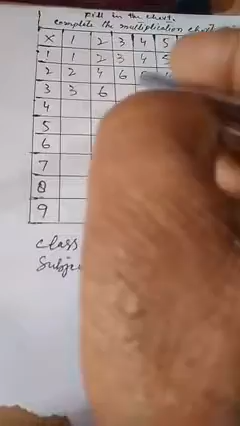 Fill in the chart.
Complete the multiplication chart
X 1 2 3 4 5
1 1 2 3 4 5
2 2 4 6
3 3 6
4
5
6
7
8
9
Class